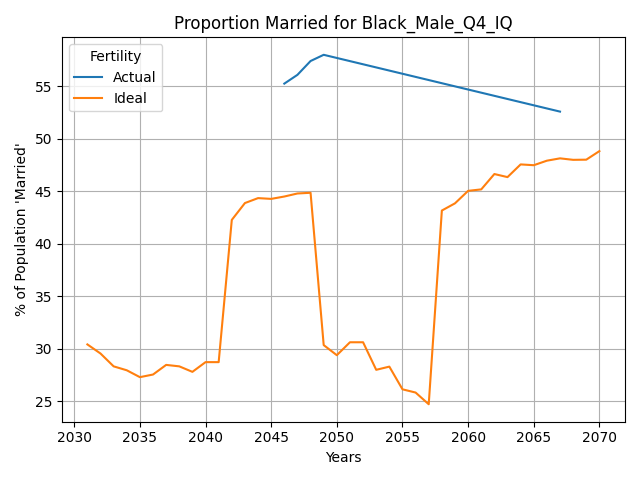 Proportion Married for Black_Male_Q4_IQ
Fertility
Actual
Ideal
% of Population 'Married'
55
50
45
40
35
30
25
2030 2035 2040 2045 2050 2055 2060 2065 2070
Years